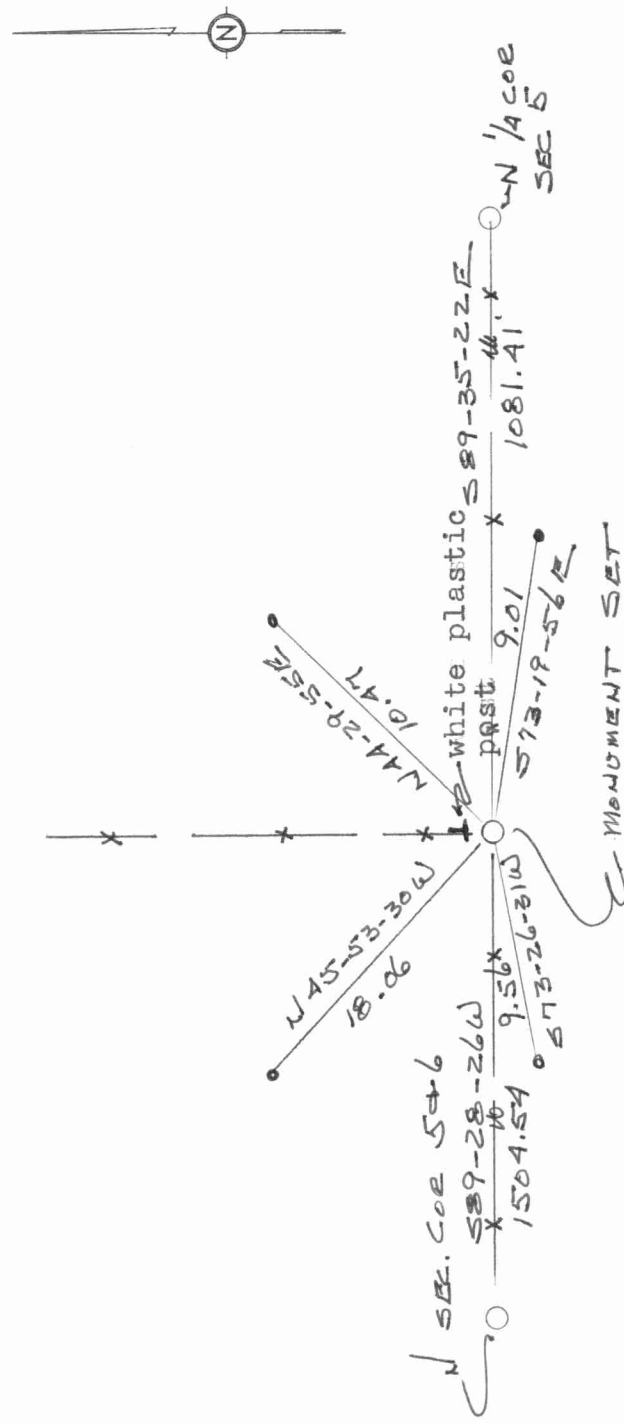 N
N 1/4 COR
SEC 5
S89-35-22E
1081.41'
white plastic
post
N44-29-55E
10.47
9.01
S73-19-56E
MONUMENT SET
N45-53-30W
18.06
S73-26-31W
9.56
N SEC. COR 5+6
S89-28-26W
1504.54